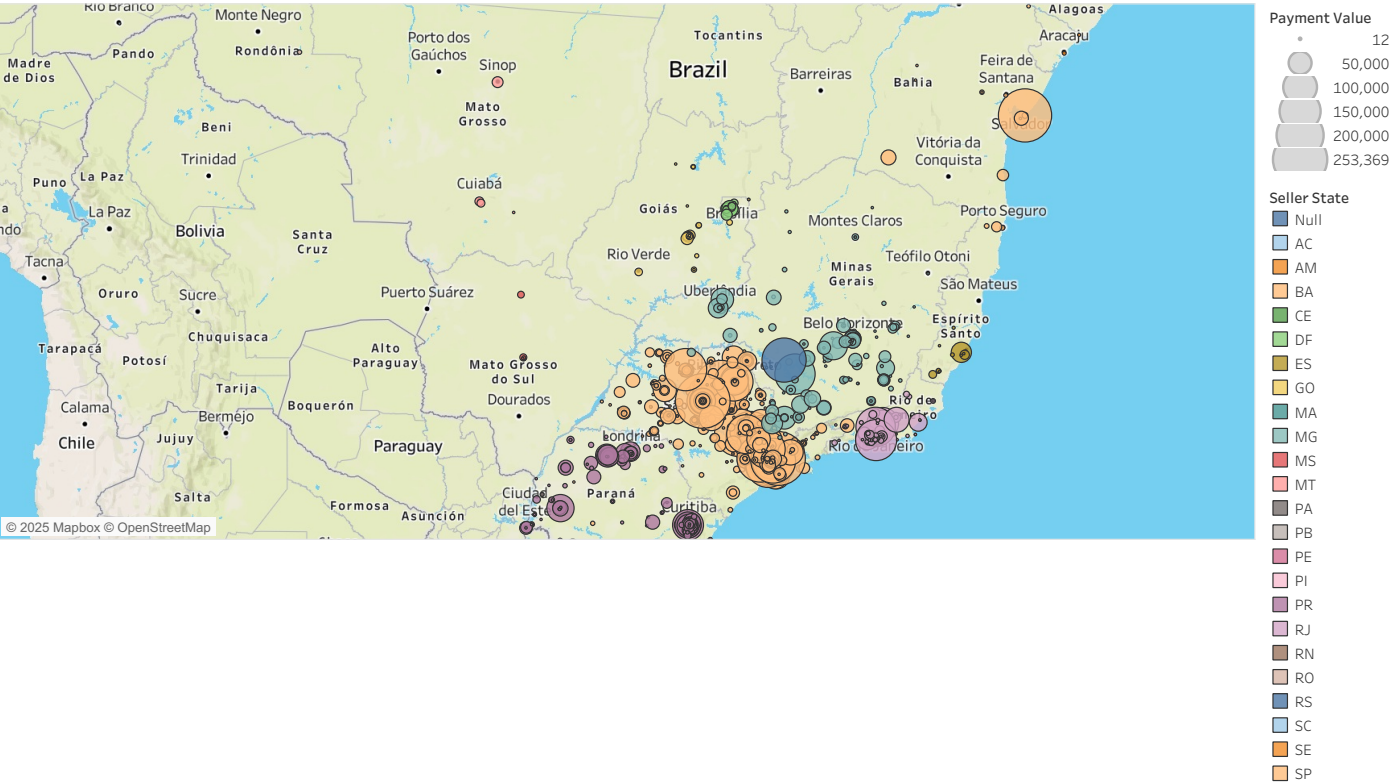 Rio Branco
Monte Negro
Alagoas
Pando
Rondônia
Porto dos
Gaúchos
Tocantins
Aracaju
Madre
de Dios
Sinop
Brazil
Barreiras
Bahia
Feira de
Santana
Mato
Grosso
Beni
Salvador
Trinidad
Vitória da
Conquista
Puno
La Paz
Cuiabá
La Paz
Goiás
Brasília
Montes Claros
Porto Seguro
Bolivia
Santa
Cruz
Tacna
Rio Verde
Minas
Gerais
Teófilo Otoni
Oruro
Sucre
Puerto Suárez
Uberlândia
São Mateus
Chuquisaca
Belo Horizonte
Espírito
Santo
Tarapacá
Potosí
Alto
Paraguay
Mato Grosso
do Sul
Tarija
Boquerón
Dourados
Calama
Bermejo
Rio de
Chile
Jujuy
Paraguay
Londrina
Rio de Janeiro
Salta
Formosa
Asunción
Ciudad
del Este
Paraná
Curitiba
© 2025 Mapbox © OpenStreetMap
Payment Value
12
50,000
100,000
150,000
200,000
253,369
Seller State
Null
AC
AM
BA
CE
DF
ES
GO
MA
MG
MS
MT
PA
PB
PE
PI
PR
RJ
RN
RO
RS
SC
SE
SP